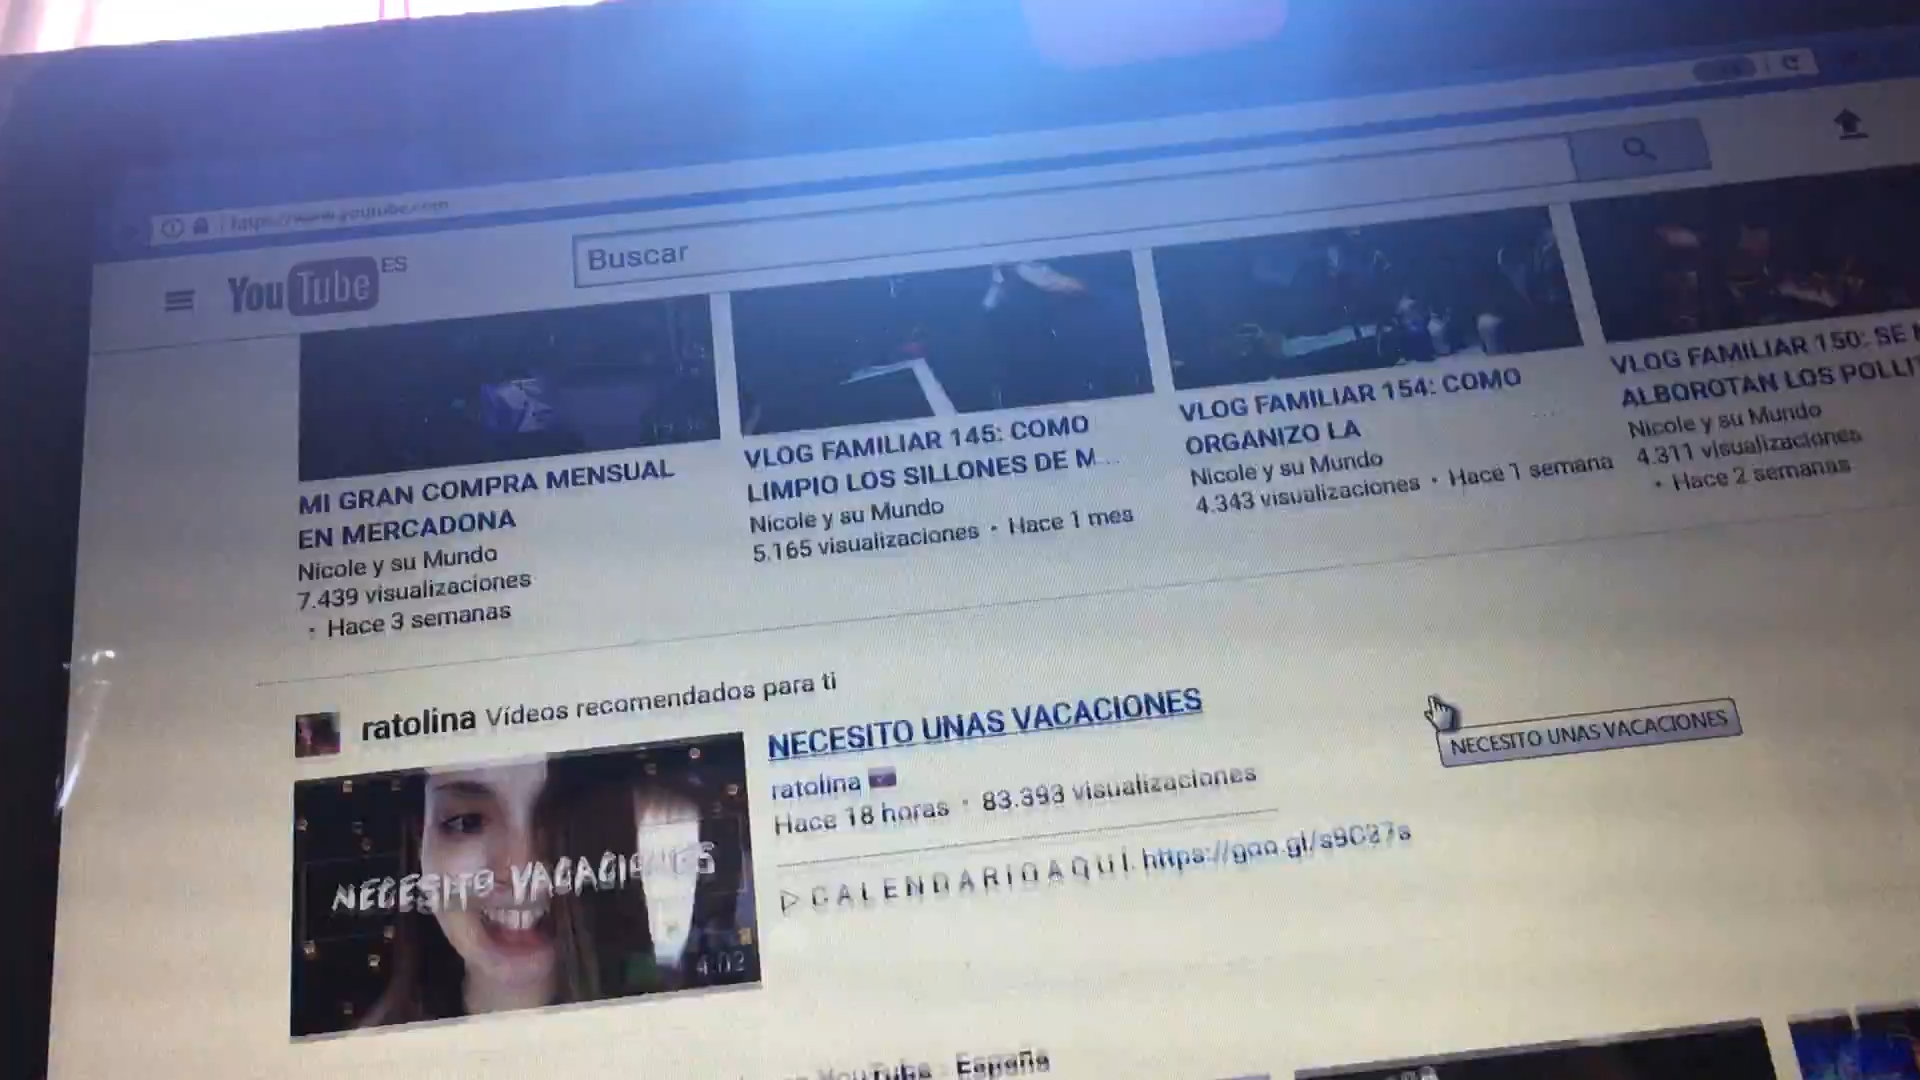 https://www.youtube.com
YouTube ES
Buscar
MI GRAN COMPRA MENSUAL
EN MERCADONA
Nicole y su Mundo
7.439 visualizaciones
• Hace 3 semanas
VLOG FAMILIAR 145: COMO
LIMPIO LOS SILLONES DE M...
Nicole y su Mundo
5.165 visualizaciones • Hace 1 mes
VLOG FAMILIAR 154: COMO
ORGANIZO LA
Nicole y su Mundo
4.343 visualizaciones • Hace 1 semana
VLOG FAMILIAR 150: SE
ALBOROTAN LOS POLLIT
Nicole y su Mundo
4.311 visualizaciones
• Hace 2 semanas
ratolina Vídeos recomendados para ti
NECESITO VACACIONES
4:02
NECESITO UNAS VACACIONES
ratolina
Hace 18 horas • 83.393 visualizaciones
▷ C A L E N D A R I O A Q U Í. https://goo.gl/s9C27s
NECESITO UNAS VACACIONES
YouTube - España